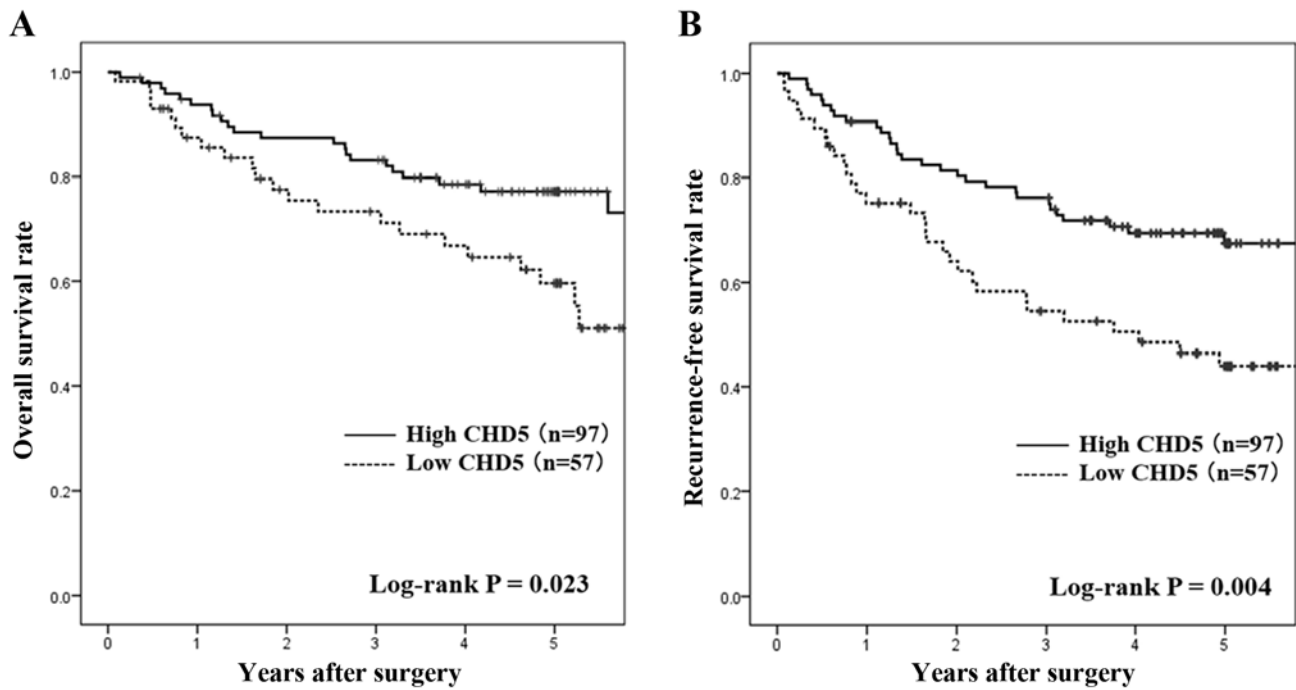 A
Overall survival rate
1.0
0.8
0.6
0.4
0.2
0.0
High CHD5 (n=97)
Low CHD5 (n=57)
Log-rank P = 0.023
0 1 2 3 4 5
Years after surgery
B
Recurrence-free survival rate
1.0
0.8
0.6
0.4
0.2
0.0
High CHD5 (n=97)
Low CHD5 (n=57)
Log-rank P = 0.004
0 1 2 3 4 5
Years after surgery